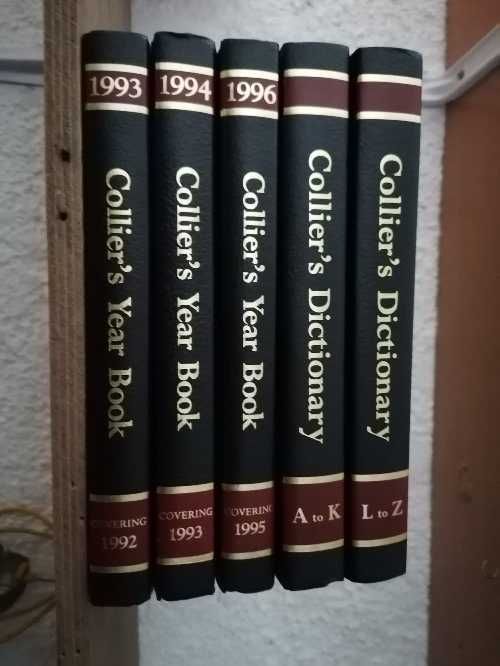 1993
Collier's Year Book
COVERING
1992
1994
Collier's Year Book
COVERING
1993
1996
Collier's Year Book
COVERING
1995
Collier's Dictionary
A to K
Collier's Dictionary
L to Z